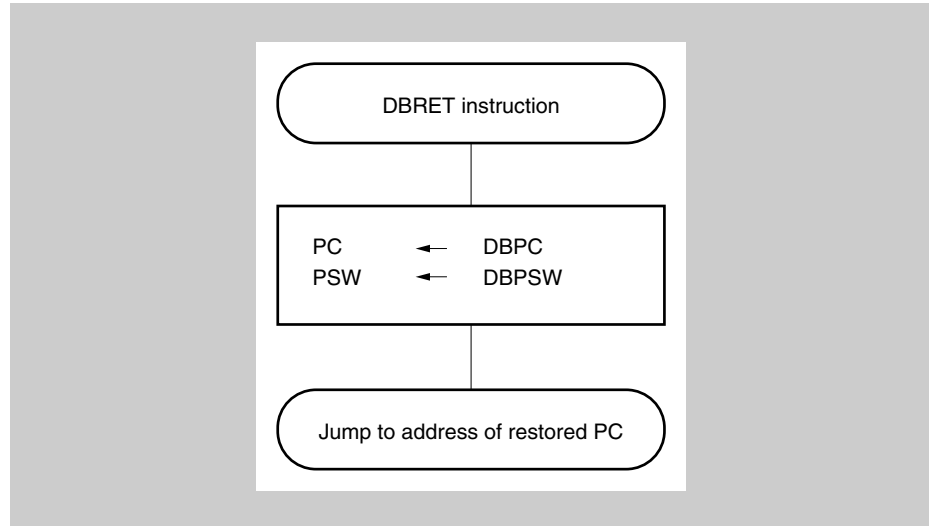 DBRET instruction
PC ← DBPC
PSW ← DBPSW
Jump to address of restored PC